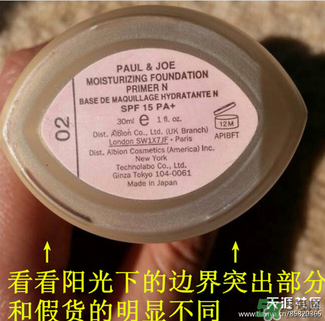 PAUL & JOE
MOISTURIZING FOUNDATION
PRIMER N
BASE DE MAQUILLAGE HYDRATANTE N
SPF 15 PA+
30ml e 1 fl. oz.
02
12M
APIBFT
Dist. Albion Co., Ltd. (UK Branch)
London SW1X7JF - Paris
Dist. Albion Cosmetics (America) Inc.
New York
Technolabo Co., Ltd.
Ginza Tokyo 104-0061
Made in Japan
看看阳光下的边界突出部分
和假货的明显不同
天涯社区